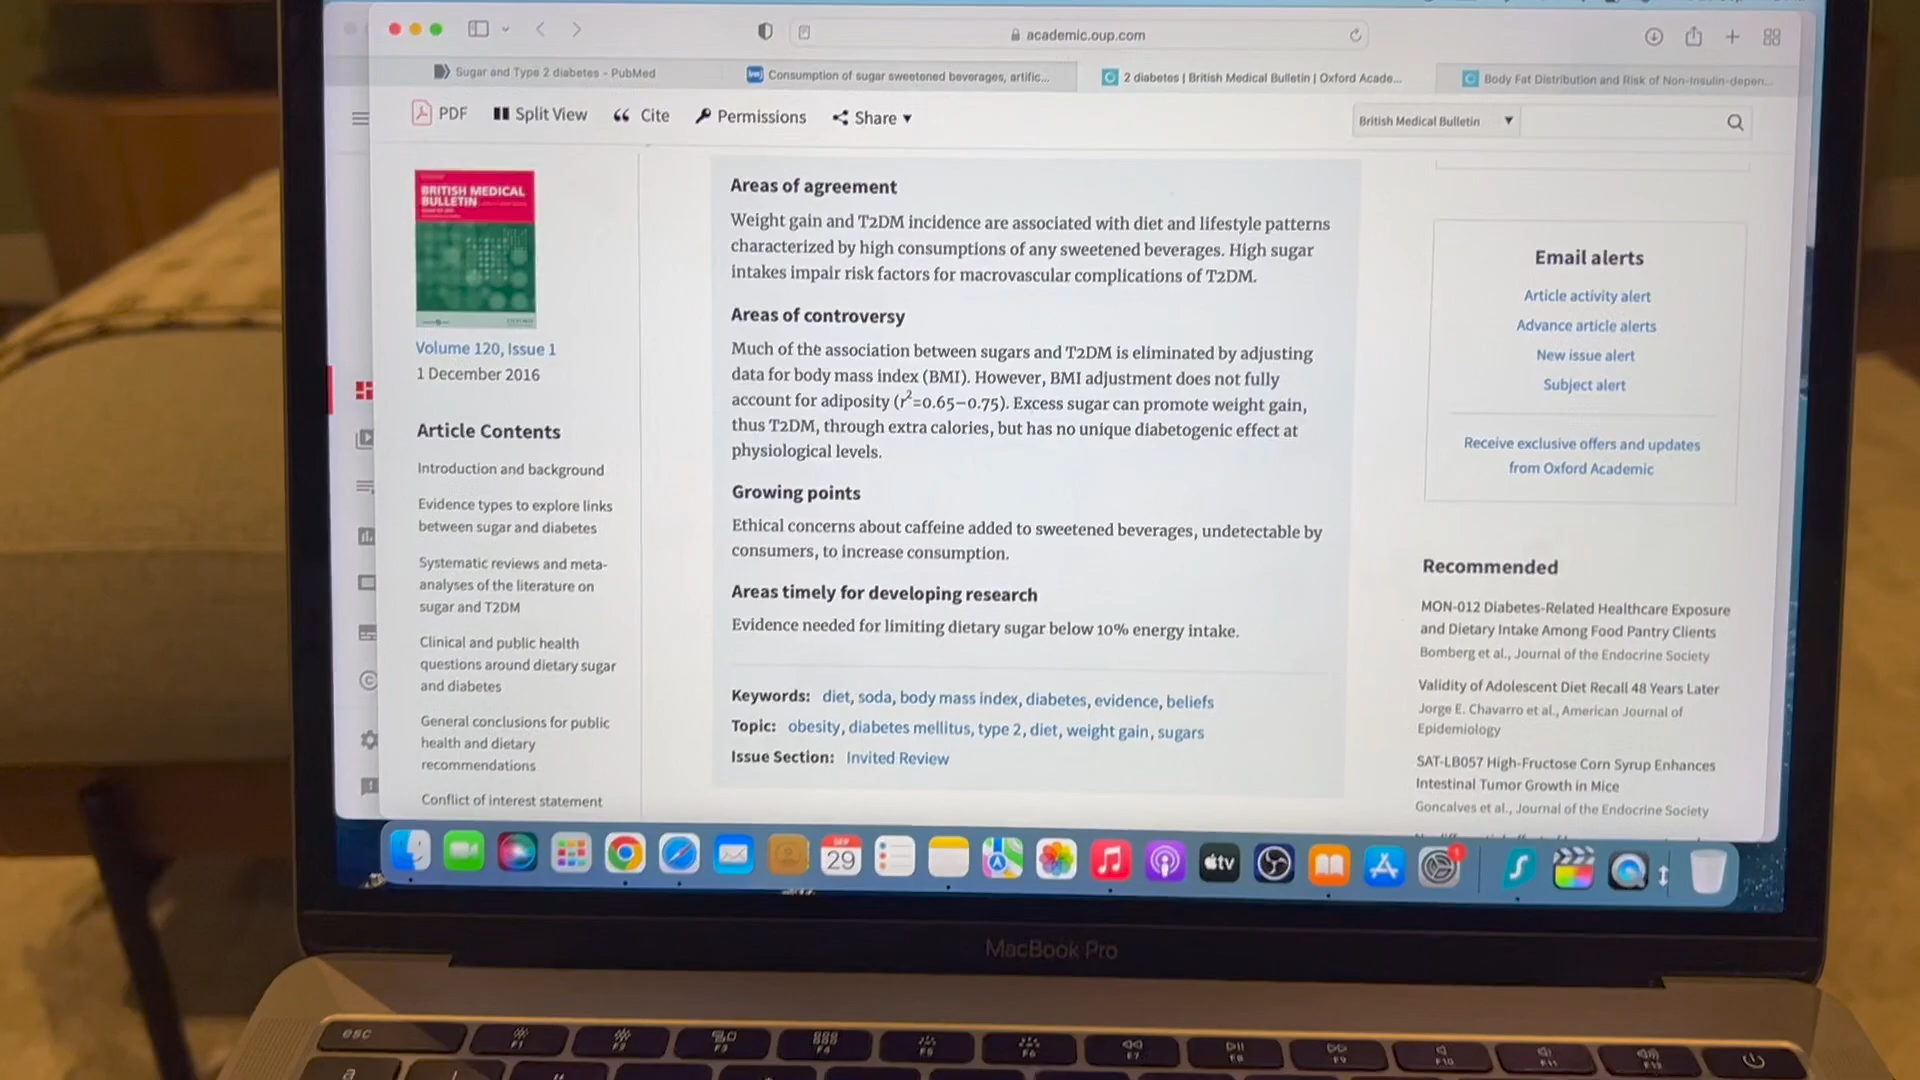 academic.oup.com
Sugar and Type 2 diabetes - PubMed
Consumption of sugar sweetened beverages, artific...
2 diabetes | British Medical Bulletin | Oxford Acade...
Body Fat Distribution and Risk of Non-Insulin-depen...
PDF
Split View
Cite
Permissions
Share
British Medical Bulletin
BRITISH MEDICAL
BULLETIN
Volume 120, Issue 1
1 December 2016
Article Contents
Introduction and background
Evidence types to explore links
between sugar and diabetes
Systematic reviews and meta-
analyses of the literature on
sugar and T2DM
Clinical and public health
questions around dietary sugar
and diabetes
General conclusions for public
health and dietary
recommendations
Conflict of interest statement
Areas of agreement
Weight gain and T2DM incidence are associated with diet and lifestyle patterns
characterized by high consumptions of any sweetened beverages. High sugar
intakes impair risk factors for macrovascular complications of T2DM.
Areas of controversy
Much of the association between sugars and T2DM is eliminated by adjusting
data for body mass index (BMI). However, BMI adjustment does not fully
account for adiposity (r²=0.65–0.75). Excess sugar can promote weight gain,
thus T2DM, through extra calories, but has no unique diabetogenic effect at
physiological levels.
Growing points
Ethical concerns about caffeine added to sweetened beverages, undetectable by
consumers, to increase consumption.
Areas timely for developing research
Evidence needed for limiting dietary sugar below 10% energy intake.
Keywords: diet, soda, body mass index, diabetes, evidence, beliefs
Topic: obesity, diabetes mellitus, type 2, diet, weight gain, sugars
Issue Section: Invited Review
Email alerts
Article activity alert
Advance article alerts
New issue alert
Subject alert
Receive exclusive offers and updates
from Oxford Academic
Recommended
MON-012 Diabetes-Related Healthcare Exposure
and Dietary Intake Among Food Pantry Clients
Bomberg et al., Journal of the Endocrine Society
Validity of Adolescent Diet Recall 48 Years Later
Jorge E. Chavarro et al., American Journal of
Epidemiology
SAT-LB057 High-Fructose Corn Syrup Enhances
Intestinal Tumor Growth in Mice
Goncalves et al., Journal of the Endocrine Society
SEP
29
tv
MacBook Pro
esc
F1
F2
F3
F4
F5
F6
F7
F8
F9
F10
F11
F12
a